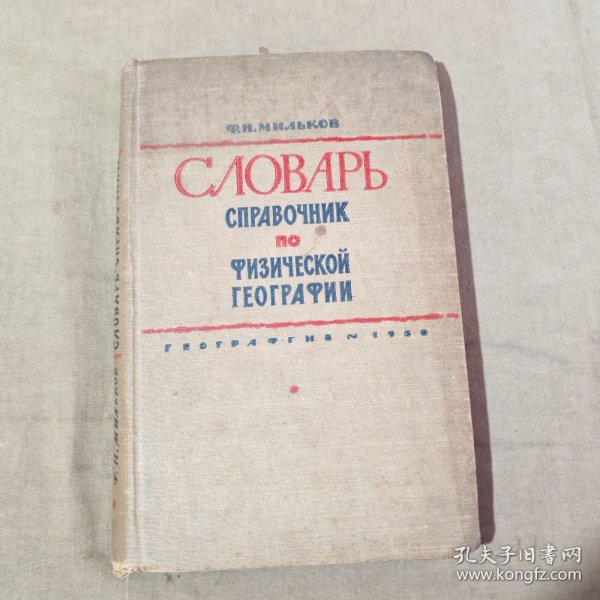 Ф.Н.МИЛЬКОВ
СЛОВАРЬ
СПРАВОЧНИК
ПО
ФИЗИЧЕСКОЙ
ГЕОГРАФИИ
ГЕОГРАФГИЗ ~ 1960
Ф.Н. МИЛЬКОВ СЛОВАРЬ-СПРАВОЧНИК
孔夫子旧书网
www.kongfz.com